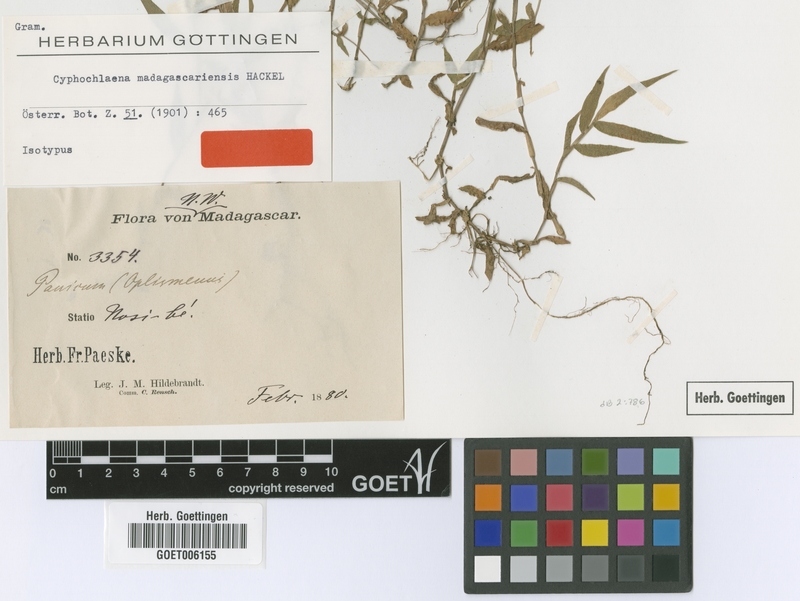 Gram.
HERBARIUM GÖTTINGEN
Cyphochlaena madagascariensis HACKEL
Österr. Bot. Z. 51. (1901) : 465
Isotypus
N.W.
Flora von Madagascar.
No. 3354.
Panicum (Oplismenus)
Statio Nosi-bé!
Herb. Fr. Paeske.
Leg. J. M. Hildebrandt.
Comm. C. Rensch.
Febr. 1880.
Herb. Goettingen
0 1 2 3 4 5 6 7 8 9 10
cm
copyright reserved
GOET
Herb. Goettingen
GOET006155